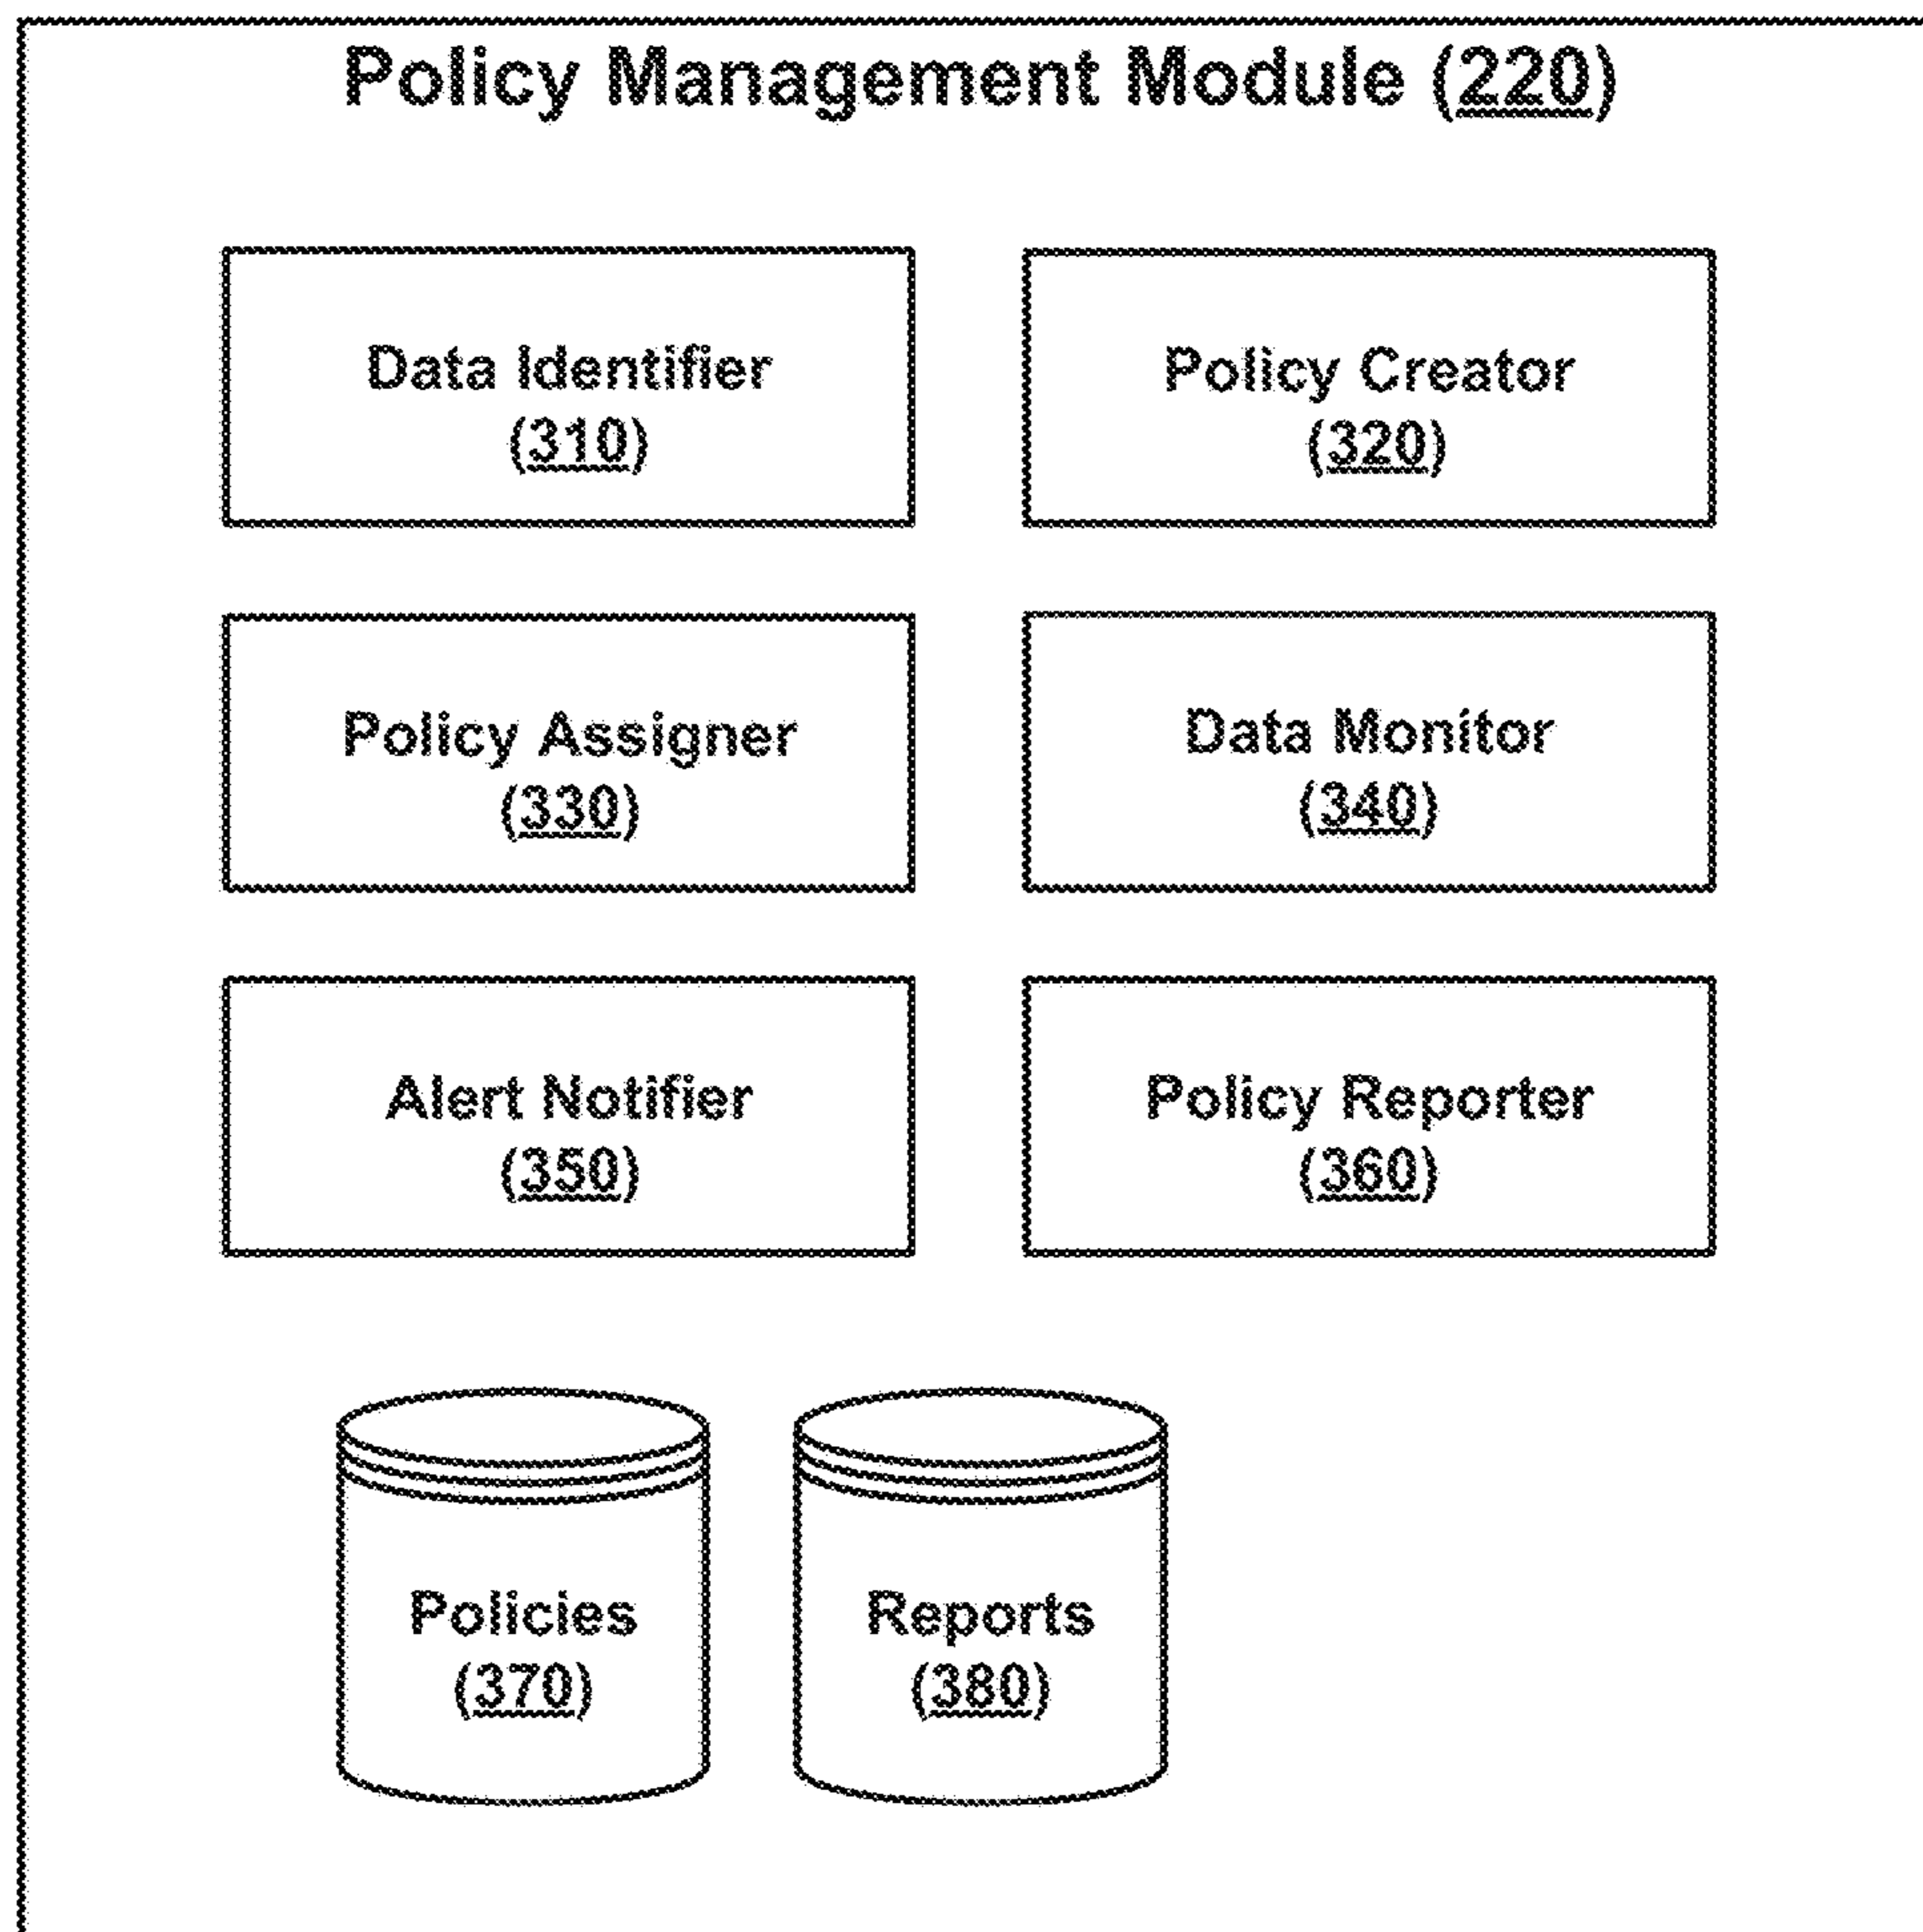 Policy Management Module (220)
Data Identifier
(310)
Policy Creator
(320)
Policy Assigner
(330)
Data Monitor
(340)
Alert Notifier
(350)
Policy Reporter
(360)
Policies
(370)
Reports
(380)